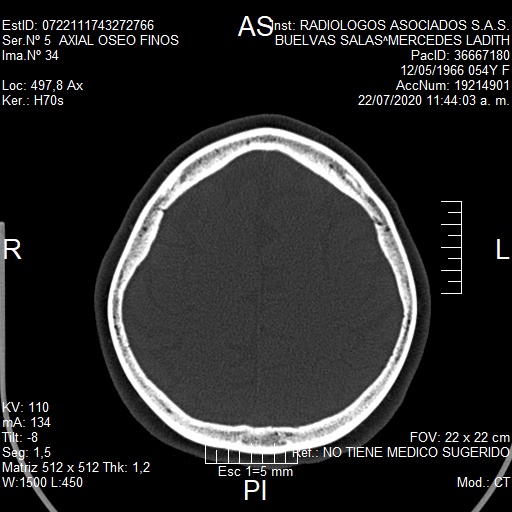 EstID: 0722111743272766
Ser.Nº 5 AXIAL OSEO FINOS
Ima.Nº 34
Loc: 497,8 Ax
Ker.: H70s
AS
Inst: RADIOLOGOS ASOCIADOS S.A.S.
BUELVAS SALAS^MERCEDES LADITH
PacID: 36667180
12/05/1966 054Y F
AccNum: 19214901
22/07/2020 11:44:03 a. m.
R
L
KV: 110
mA: 134
Tilt: -8
Seg: 1,5
Matriz 512 x 512 Thk: 1,2
W:1500 L:450
Esc 1=5 mm
PI
FOV: 22 x 22 cm
Ref.: NO TIENE MEDICO SUGERIDO
Mod.: CT